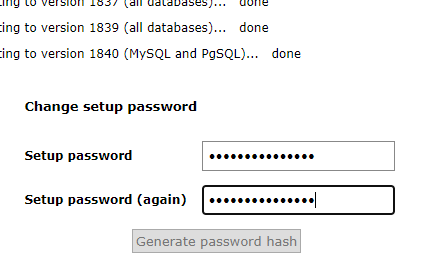 ting to version 1837 (all databases)... done
ting to version 1839 (all databases)... done
ting to version 1840 (MySQL and PgSQL)... done
Change setup password
Setup password •••••••••••••••
Setup password (again) •••••••••••••••
Generate password hash